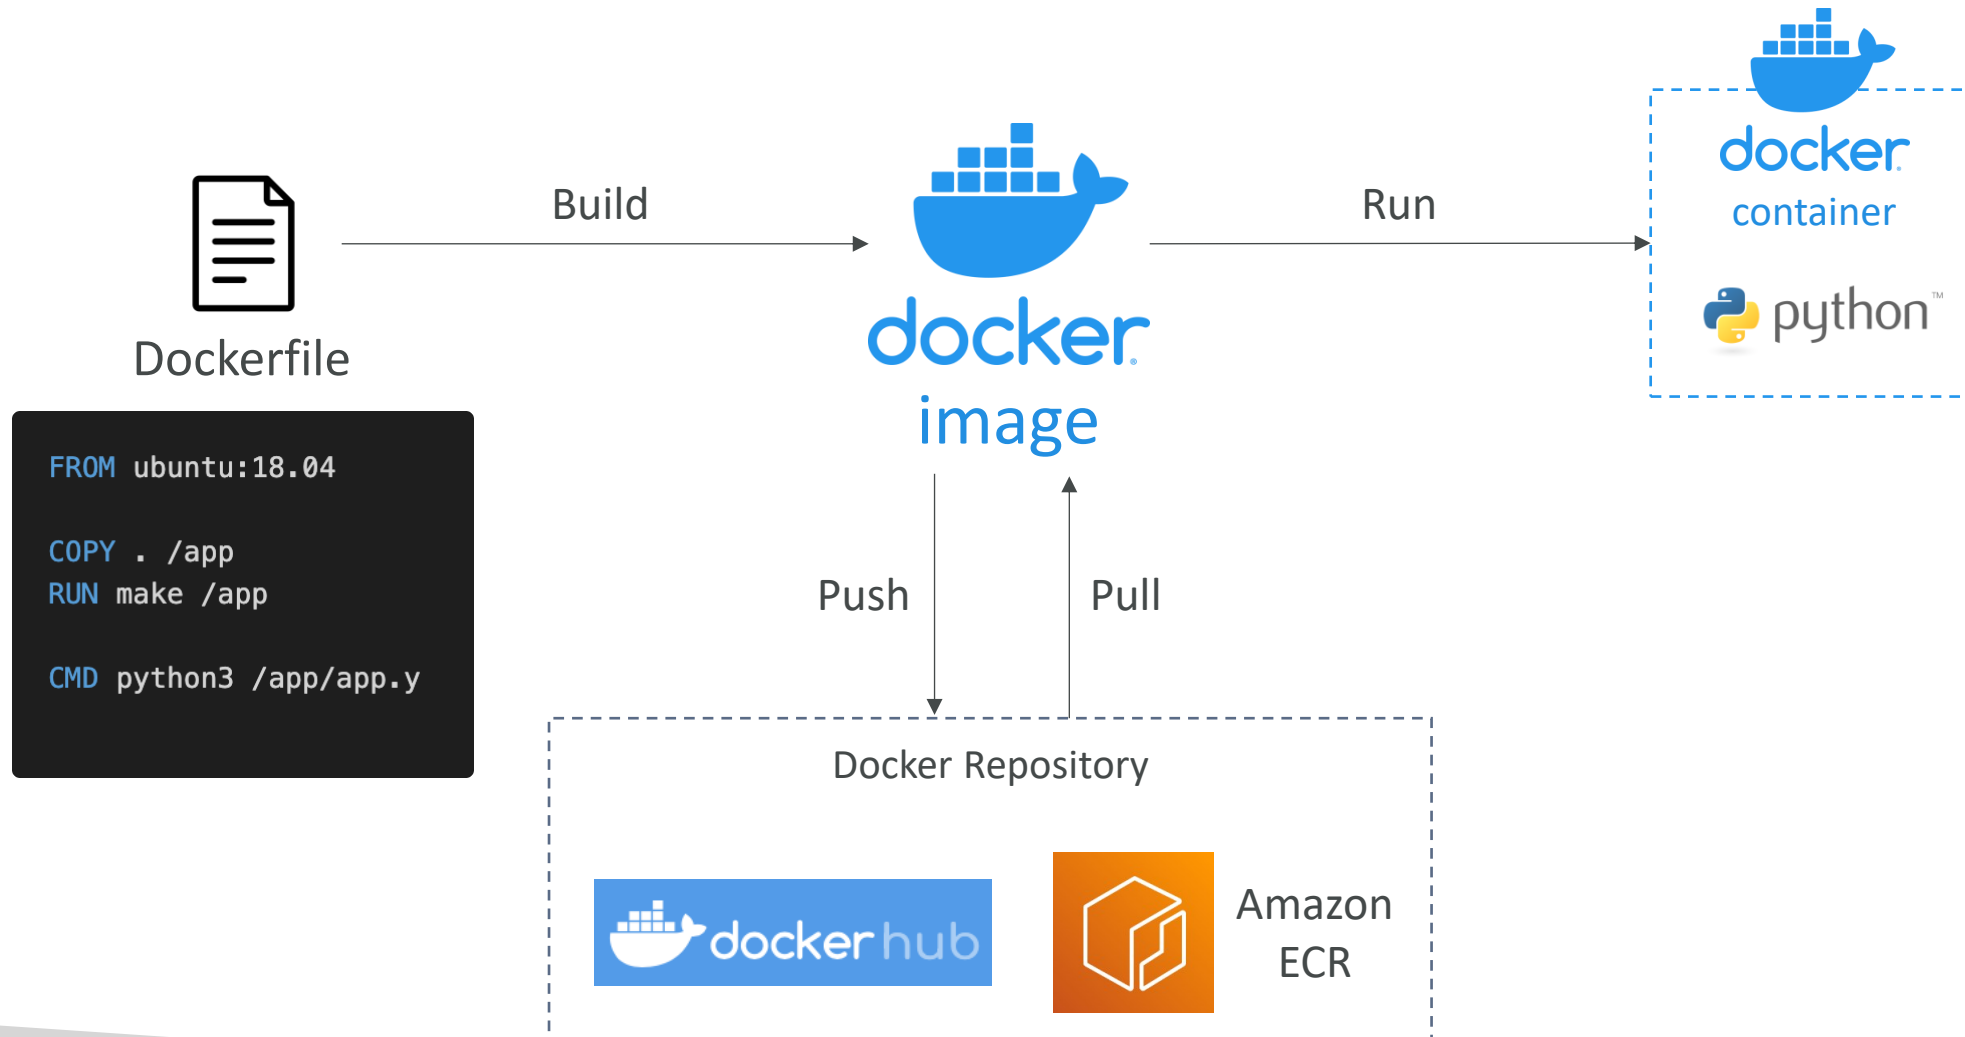 Dockerfile
FROM ubuntu:18.04
COPY . /app
RUN make /app
CMD python3 /app/app.y
Build
docker
image
Run
docker
container
python™
Push
Pull
Docker Repository
docker hub
Amazon
ECR